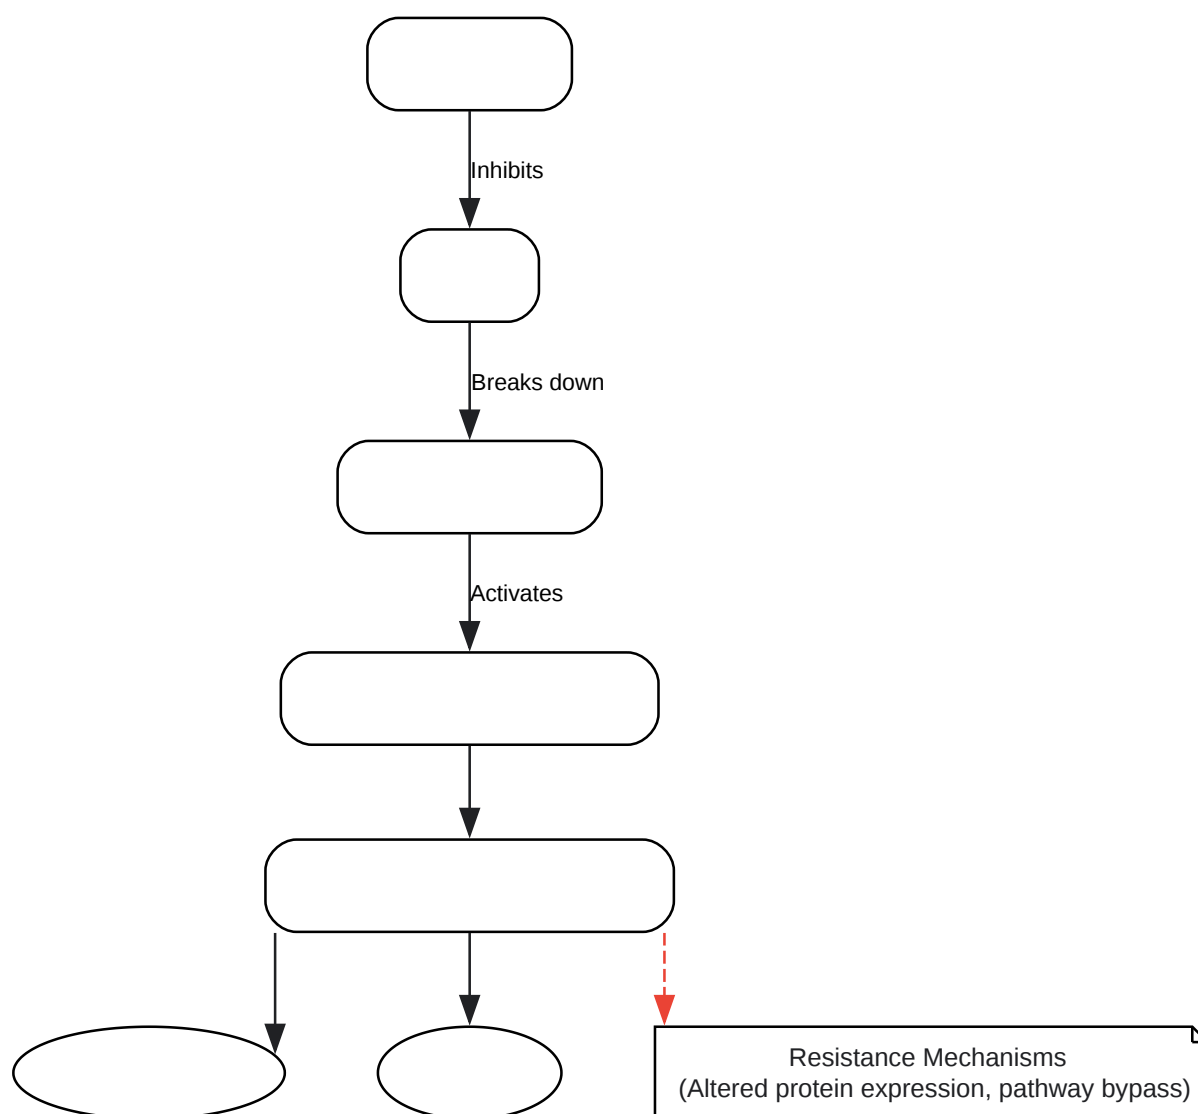 Inhibits
Breaks down
Activates
Resistance Mechanisms
(Altered protein expression, pathway bypass)